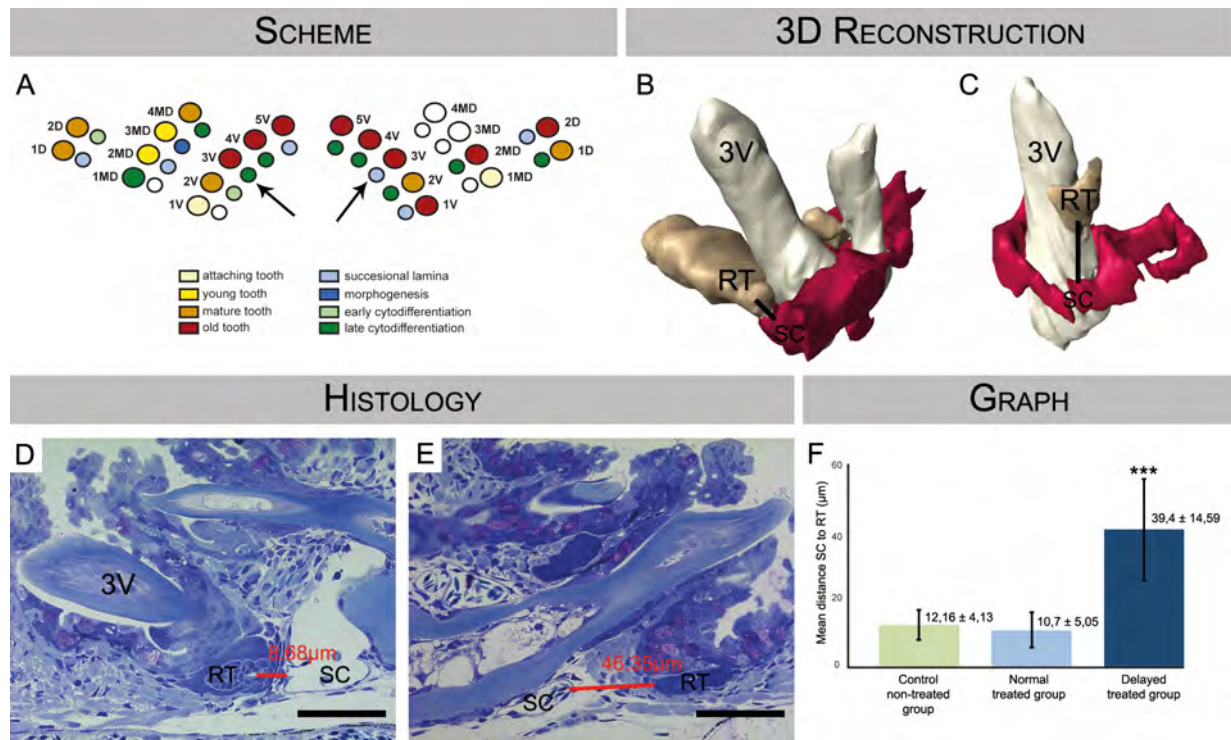 SCHEME
3D RECONSTRUCTION
A
2D
1D
1MD
2MD
3MD
4MD
1V
2V
3V
4V
5V
5V
4V
3V
2V
1V
4MD
3MD
2MD
1MD
2D
1D
attaching tooth
young tooth
mature tooth
old tooth
succesional lamina
morphogenesis
early cytodifferentiation
late cytodifferentiation
B
3V
RT
SC
C
3V
RT
SC
HISTOLOGY
GRAPH
D
3V
8.68µm
RT
SC
E
46.35µm
SC
RT
F
Mean distance SC to RT (µm)
60
40
20
0
12,16 ± 4,13
10,7 ± 5,05
***
39,4 ± 14,59
Control
non-treated
group
Normal
treated group
Delayed
treated group